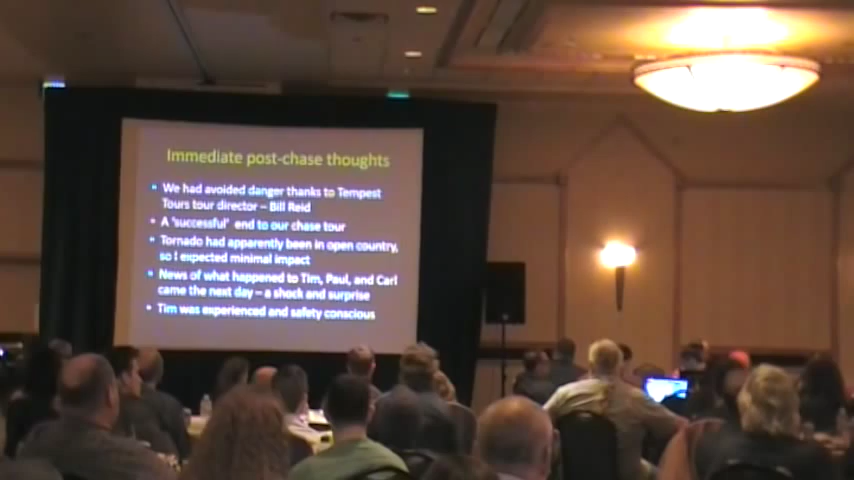 Immediate post-chase thoughts
• We had avoided danger thanks to Tempest
Tours tour director – Bill Reid
• A 'successful' end to our chase tour
• Tornado had apparently been in open country,
so I expected minimal impact
• News of what happened to Tim, Paul, and Carl
came the next day – a shock and surprise
• Tim was experienced and safety conscious